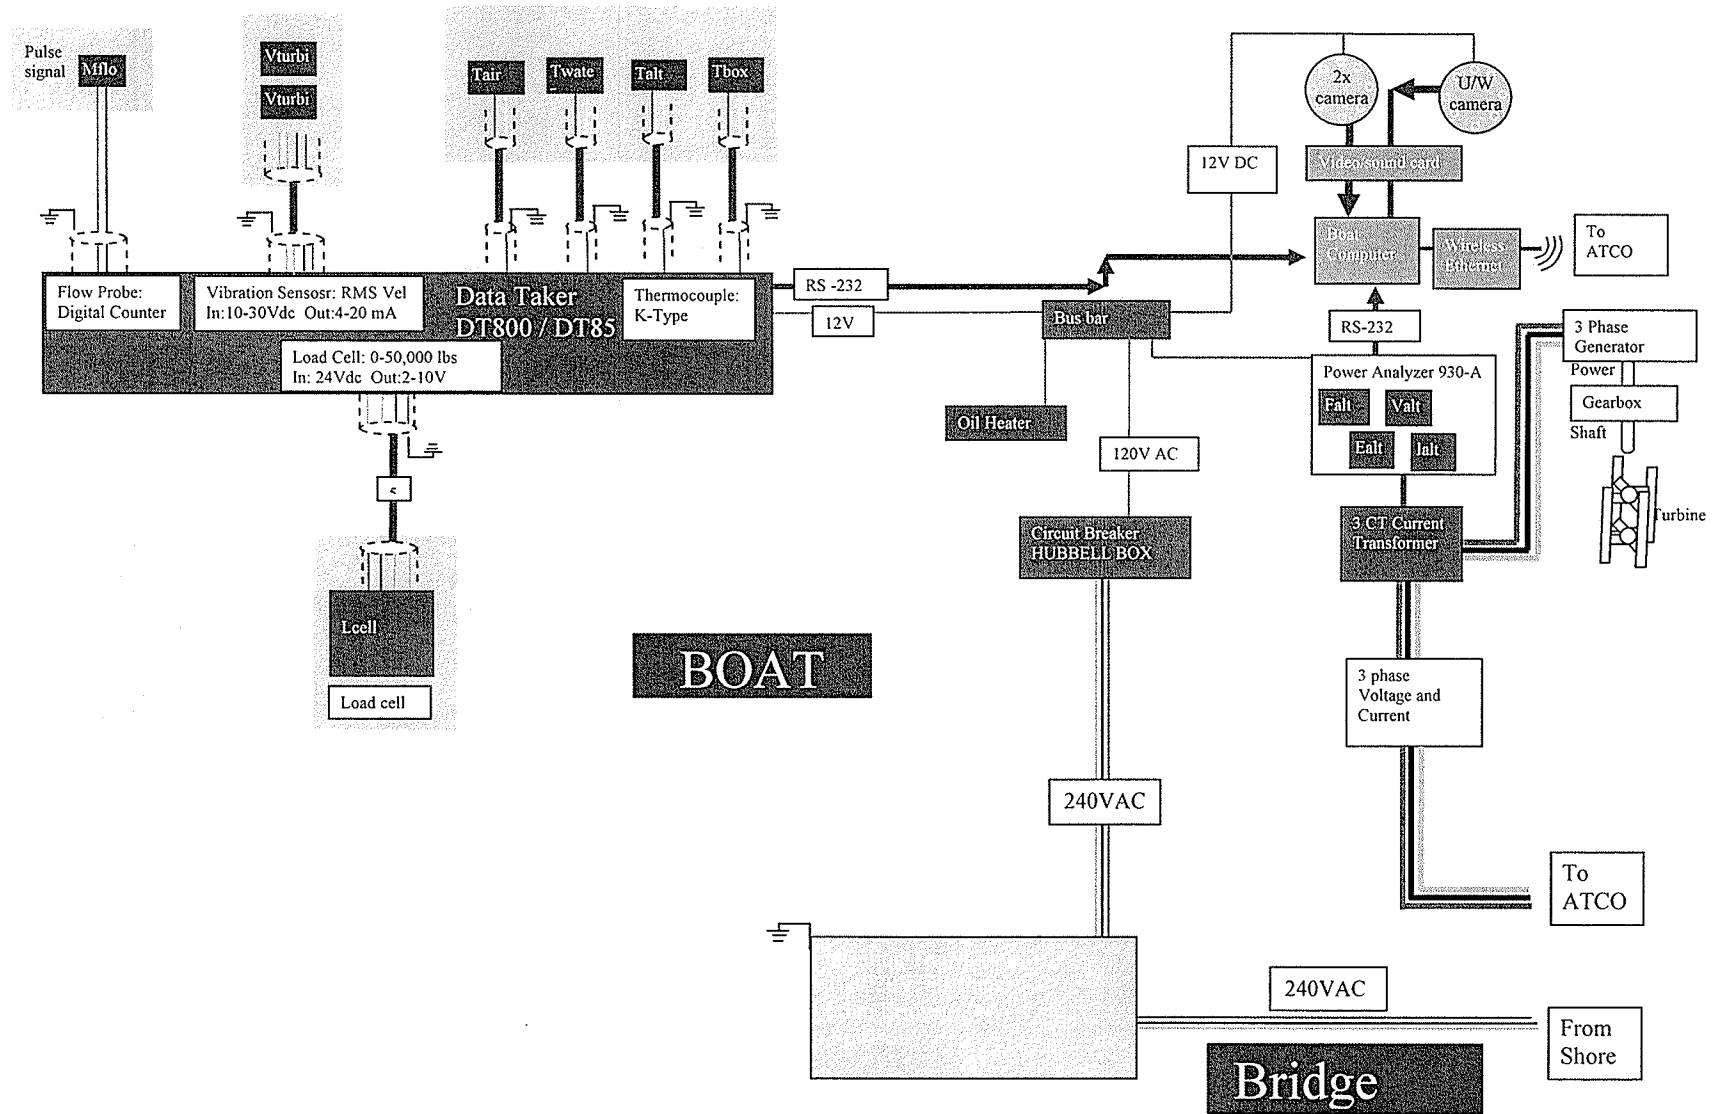 Pulse
signal
Mflo
Vturbi
Vturbi
Tair
Twate
Talt
Tbox
2x
camera
U/W
camera
12V DC
Video sound card
Boat
Computer
Wireless
Ethernet
To
ATCO
Flow Probe:
Digital Counter
Vibration Sensosr: RMS Vel
In:10-30Vdc Out:4-20 mA
Data Taker
DT800 / DT85
Thermocouple:
K-Type
Load Cell: 0-50,000 lbs
In: 24Vdc Out:2-10V
RS -232
12V
Bus bar
RS-232
3 Phase
Generator
Power
Gearbox
Shaft
Turbine
Power Analyzer 930-A
Falt
Valt
Ealt
Ialt
Oil Heater
120V AC
Circuit Breaker
HUBBELL BOX
3 CT Current
Transformer
Lcell
Load cell
BOAT
3 phase
Voltage and
Current
240VAC
To
ATCO
240VAC
From
Shore
Bridge